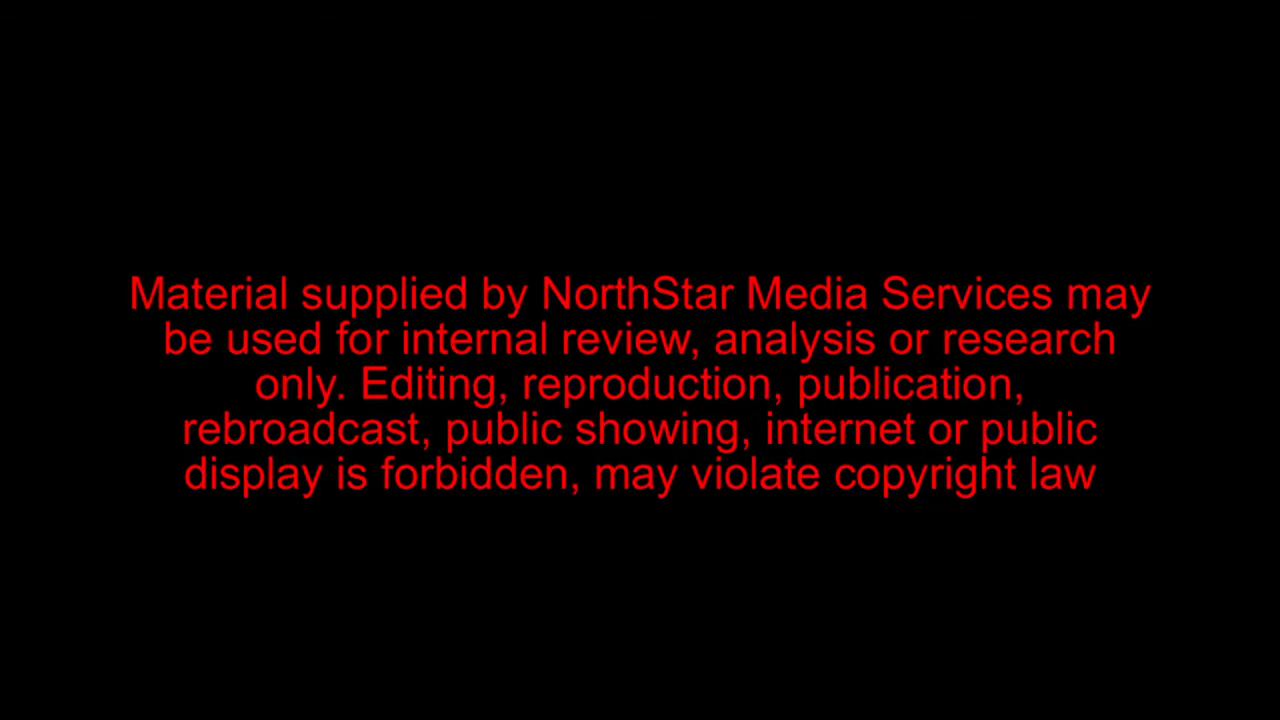 Material supplied by NorthStar Media Services may
be used for internal review, analysis or research
only. Editing, reproduction, publication,
rebroadcast, public showing, internet or public
display is forbidden, may violate copyright law